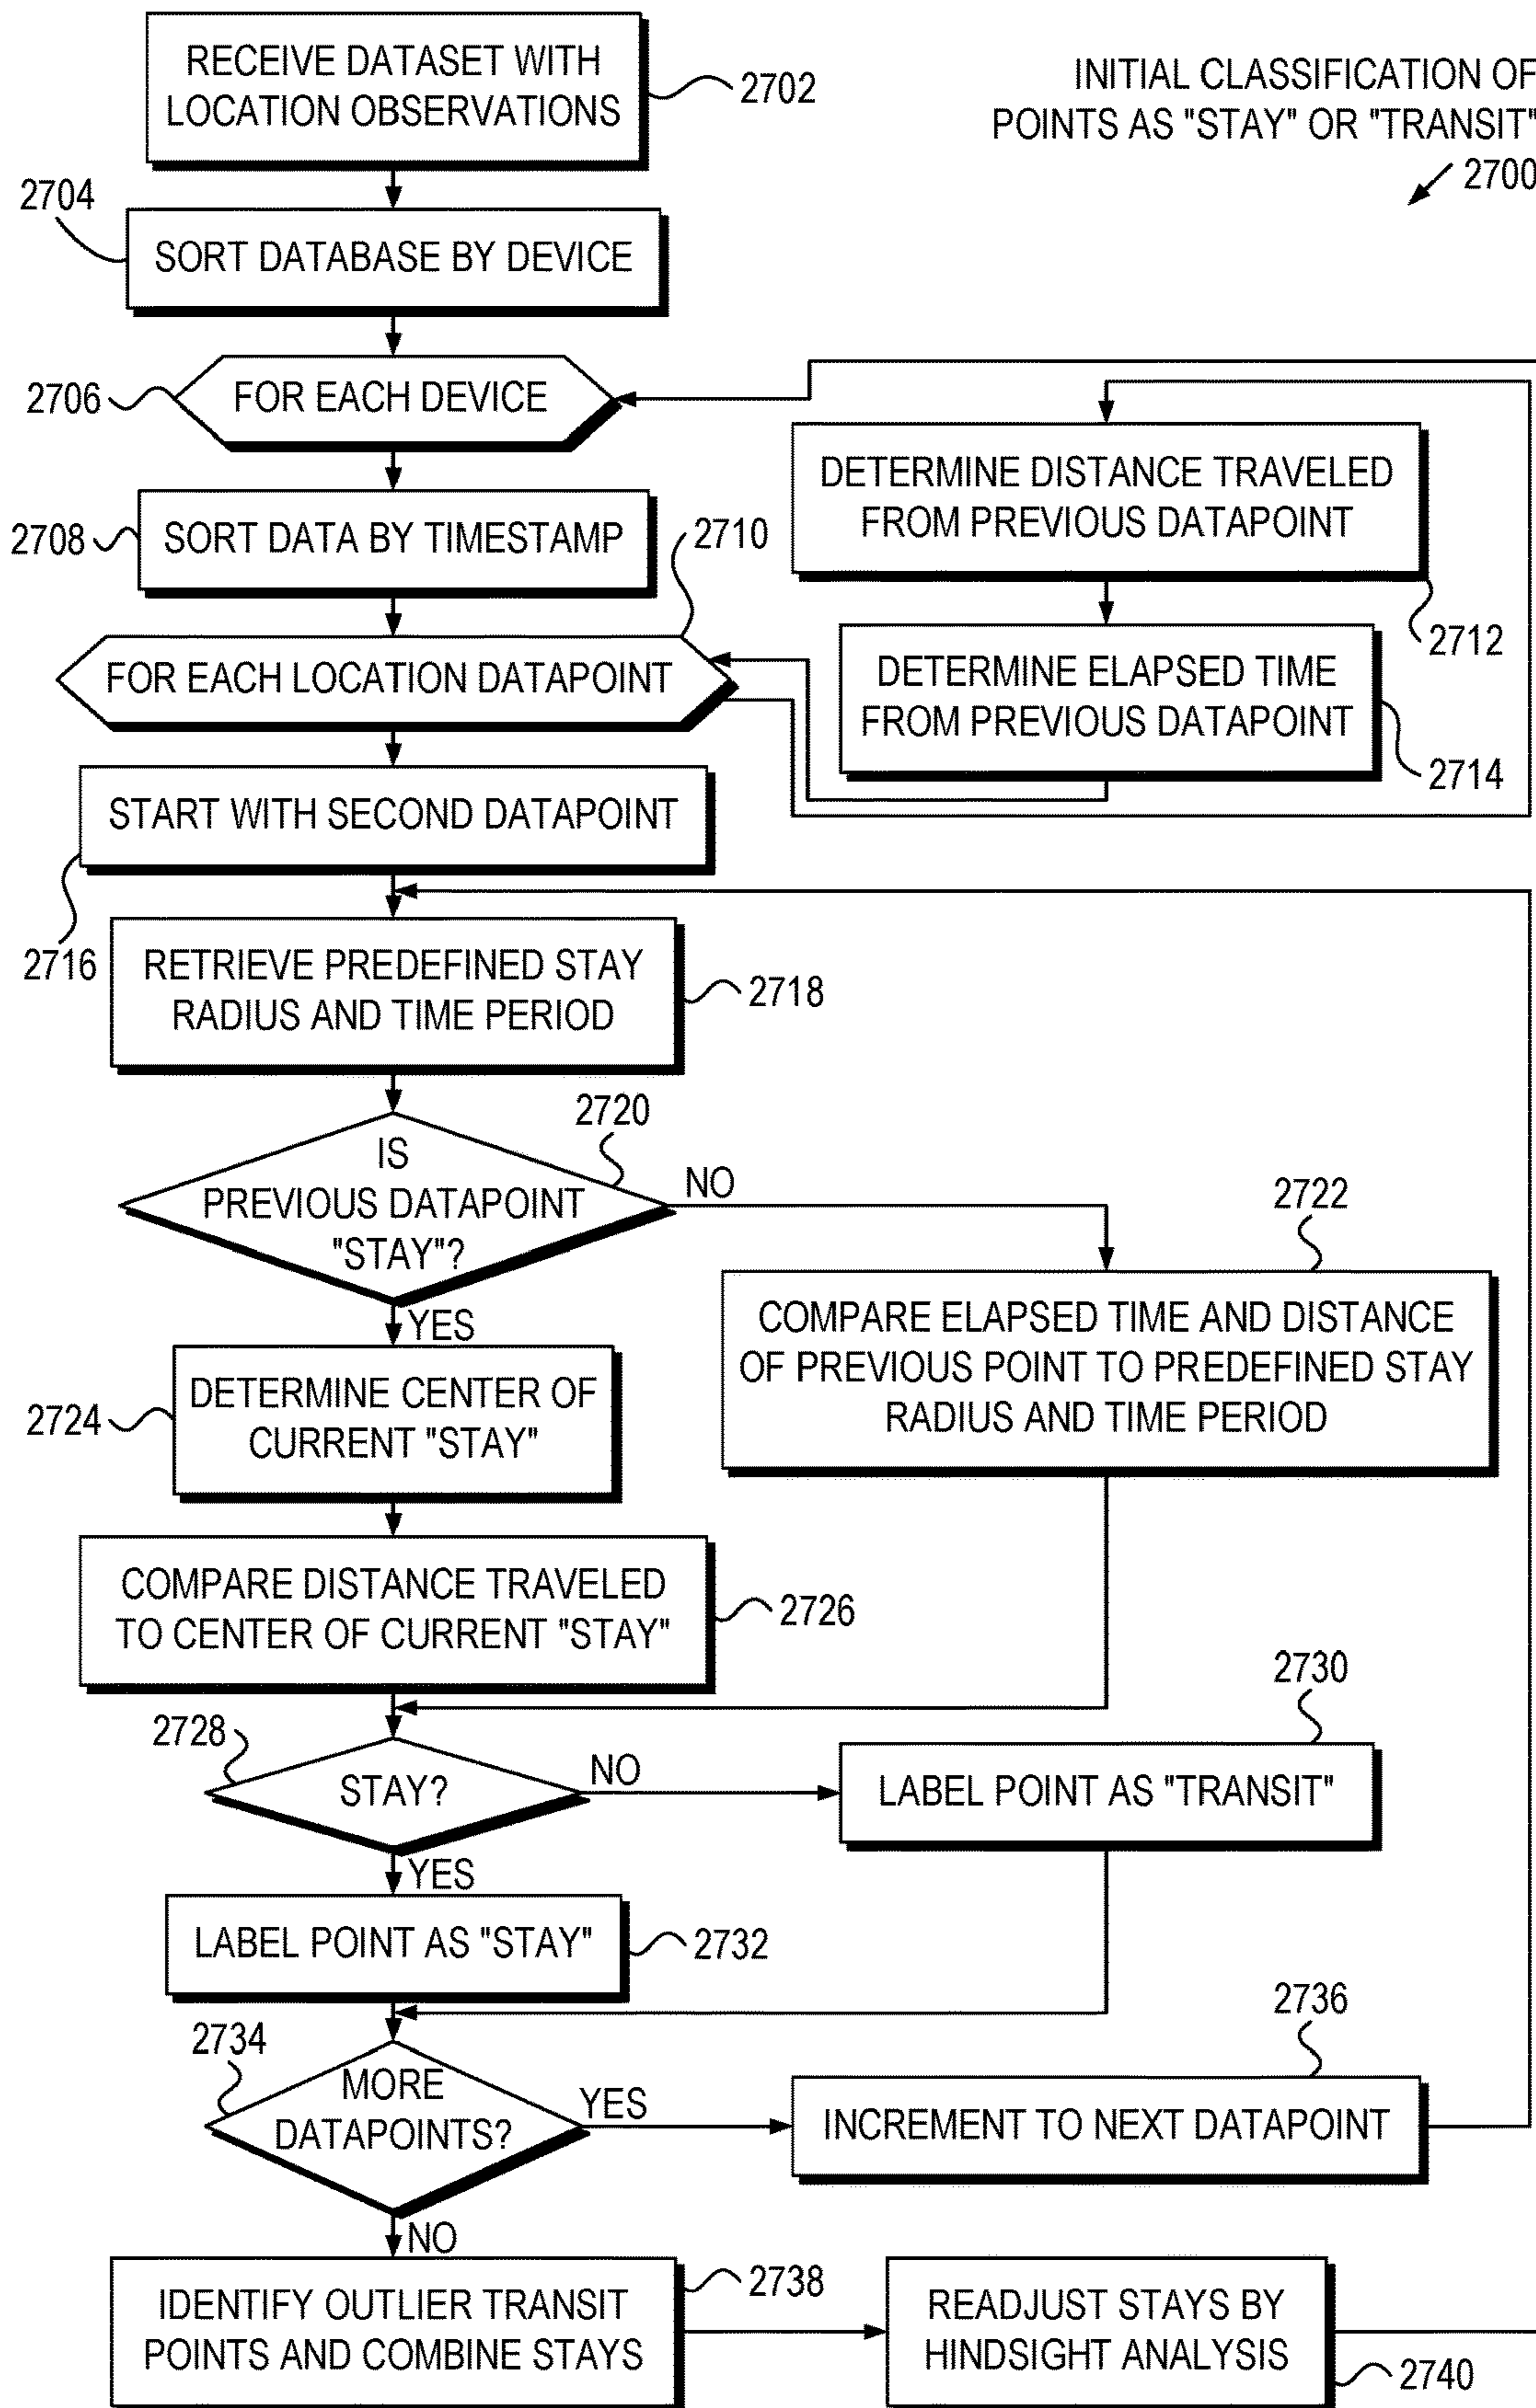 RECEIVE DATASET WITH
LOCATION OBSERVATIONS
2702
INITIAL CLASSIFICATION OF
POINTS AS "STAY" OR "TRANSIT"
2700
2704
SORT DATABASE BY DEVICE
2706
FOR EACH DEVICE
DETERMINE DISTANCE TRAVELED
FROM PREVIOUS DATAPOINT
2712
2708
SORT DATA BY TIMESTAMP
2710
FOR EACH LOCATION DATAPOINT
DETERMINE ELAPSED TIME
FROM PREVIOUS DATAPOINT
2714
START WITH SECOND DATAPOINT
2716
RETRIEVE PREDEFINED STAY
RADIUS AND TIME PERIOD
2718
2720
IS
PREVIOUS DATAPOINT
"STAY"?
NO
2722
COMPARE ELAPSED TIME AND DISTANCE
OF PREVIOUS POINT TO PREDEFINED STAY
RADIUS AND TIME PERIOD
YES
2724
DETERMINE CENTER OF
CURRENT "STAY"
COMPARE DISTANCE TRAVELED
TO CENTER OF CURRENT "STAY"
2726
2728
STAY?
NO
2730
LABEL POINT AS "TRANSIT"
YES
LABEL POINT AS "STAY"
2732
2734
MORE
DATAPOINTS?
YES
2736
INCREMENT TO NEXT DATAPOINT
NO
IDENTIFY OUTLIER TRANSIT
POINTS AND COMBINE STAYS
2738
READJUST STAYS BY
HINDSIGHT ANALYSIS
2740